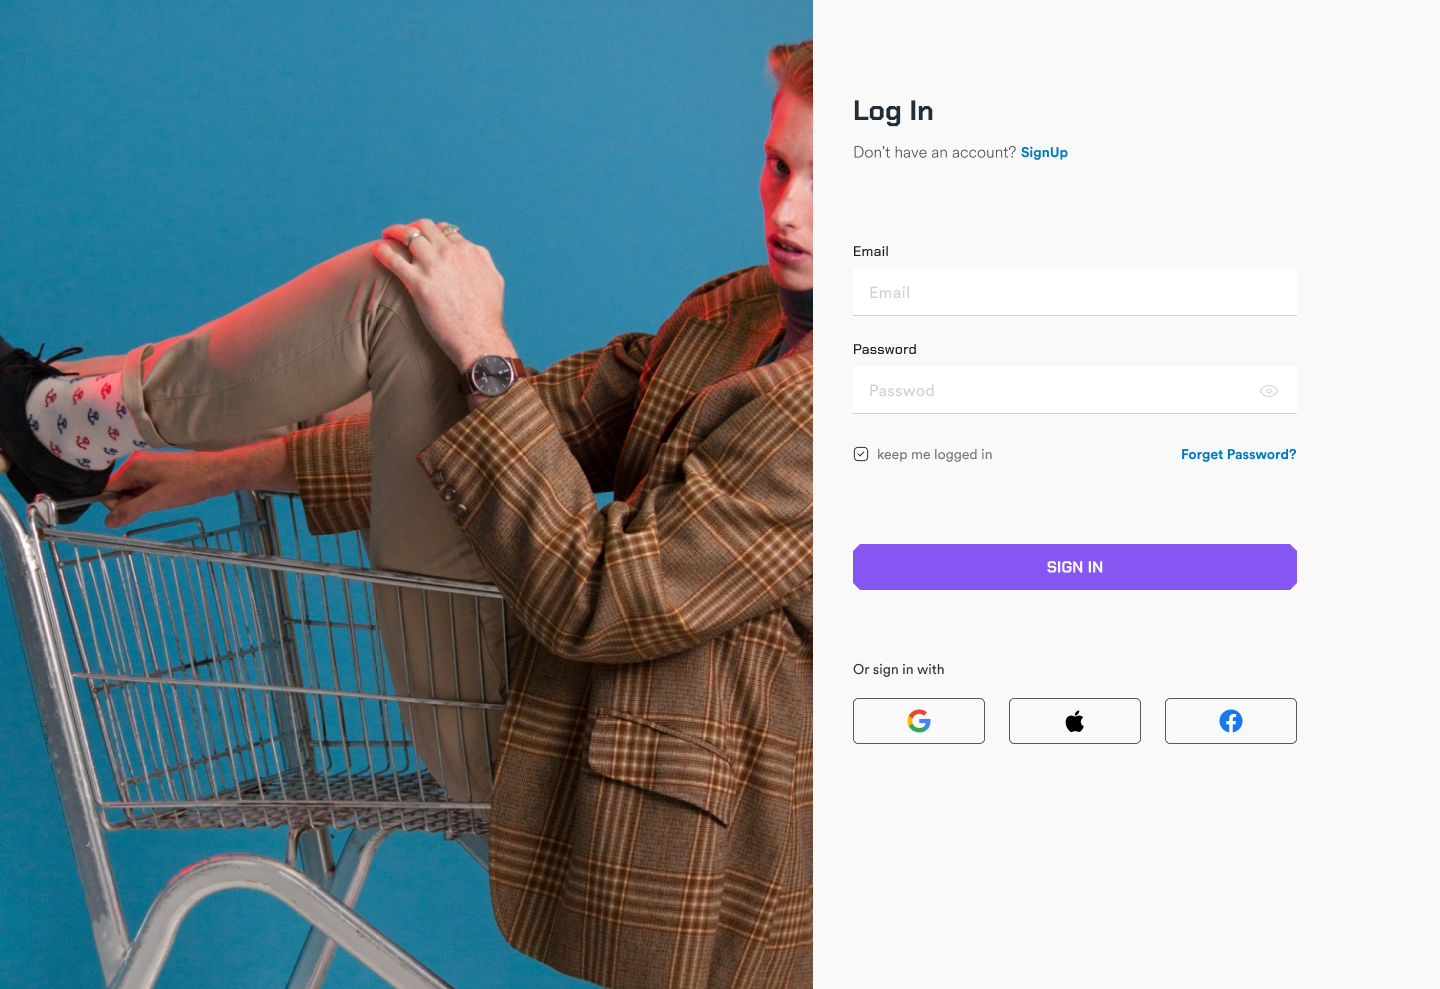 Log In
Don't have an account? SignUp
Email
Email
Password
Passwod
keep me logged in
Forget Password?
SIGN IN
Or sign in with